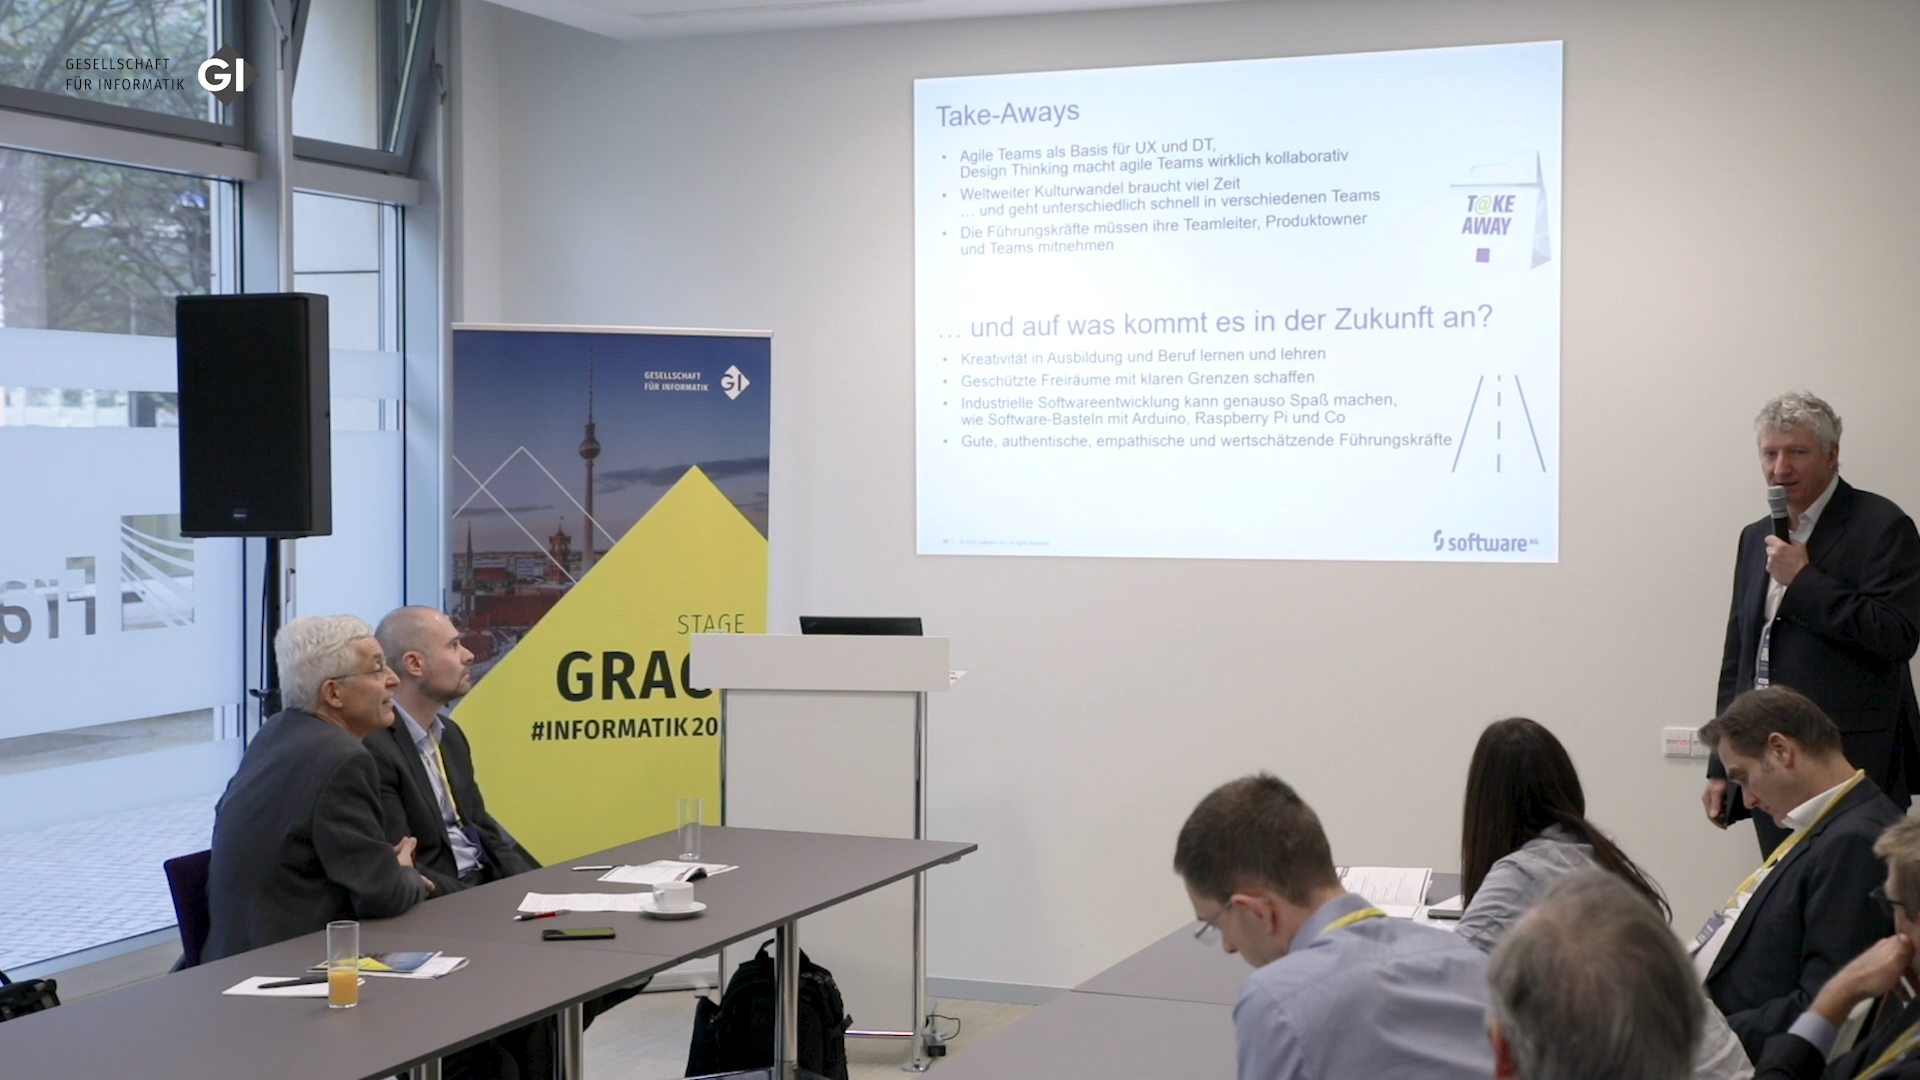 GESELLSCHAFT
FÜR INFORMATIK
GI
Take-Aways
• Agile Teams als Basis für UX und DT,
Design Thinking macht agile Teams wirklich kollaborativ
• Weltweiter Kulturwandel braucht viel Zeit
… und geht unterschiedlich schnell in verschiedenen Teams
• Die Führungskräfte müssen ihre Teamleiter, Produktowner
und Teams mitnehmen
T@KE
AWAY
… und auf was kommt es in der Zukunft an?
• Kreativität in Ausbildung und Beruf lernen und lehren
• Geschützte Freiräume mit klaren Grenzen schaffen
• Industrielle Softwareentwicklung kann genauso Spaß machen,
wie Software-Basteln mit Arduino, Raspberry Pi und Co
• Gute, authentische, empathische und wertschätzende Führungskräfte
software AG
GESELLSCHAFT
FÜR INFORMATIK
GI
STAGE
GRAC
#INFORMATIK20
Fra